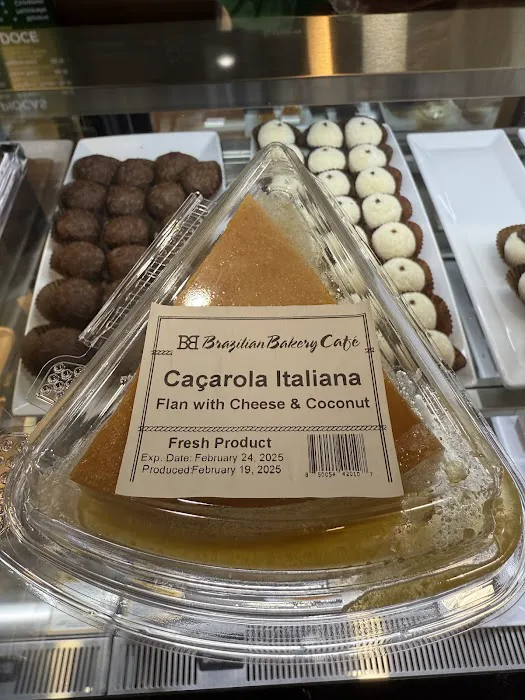 DOCE
BB Brazilian Bakery Café
Caçarola Italiana
Flan with Cheese & Coconut
Fresh Product
Exp. Date: February 24, 2025
Produced:February 19, 2025